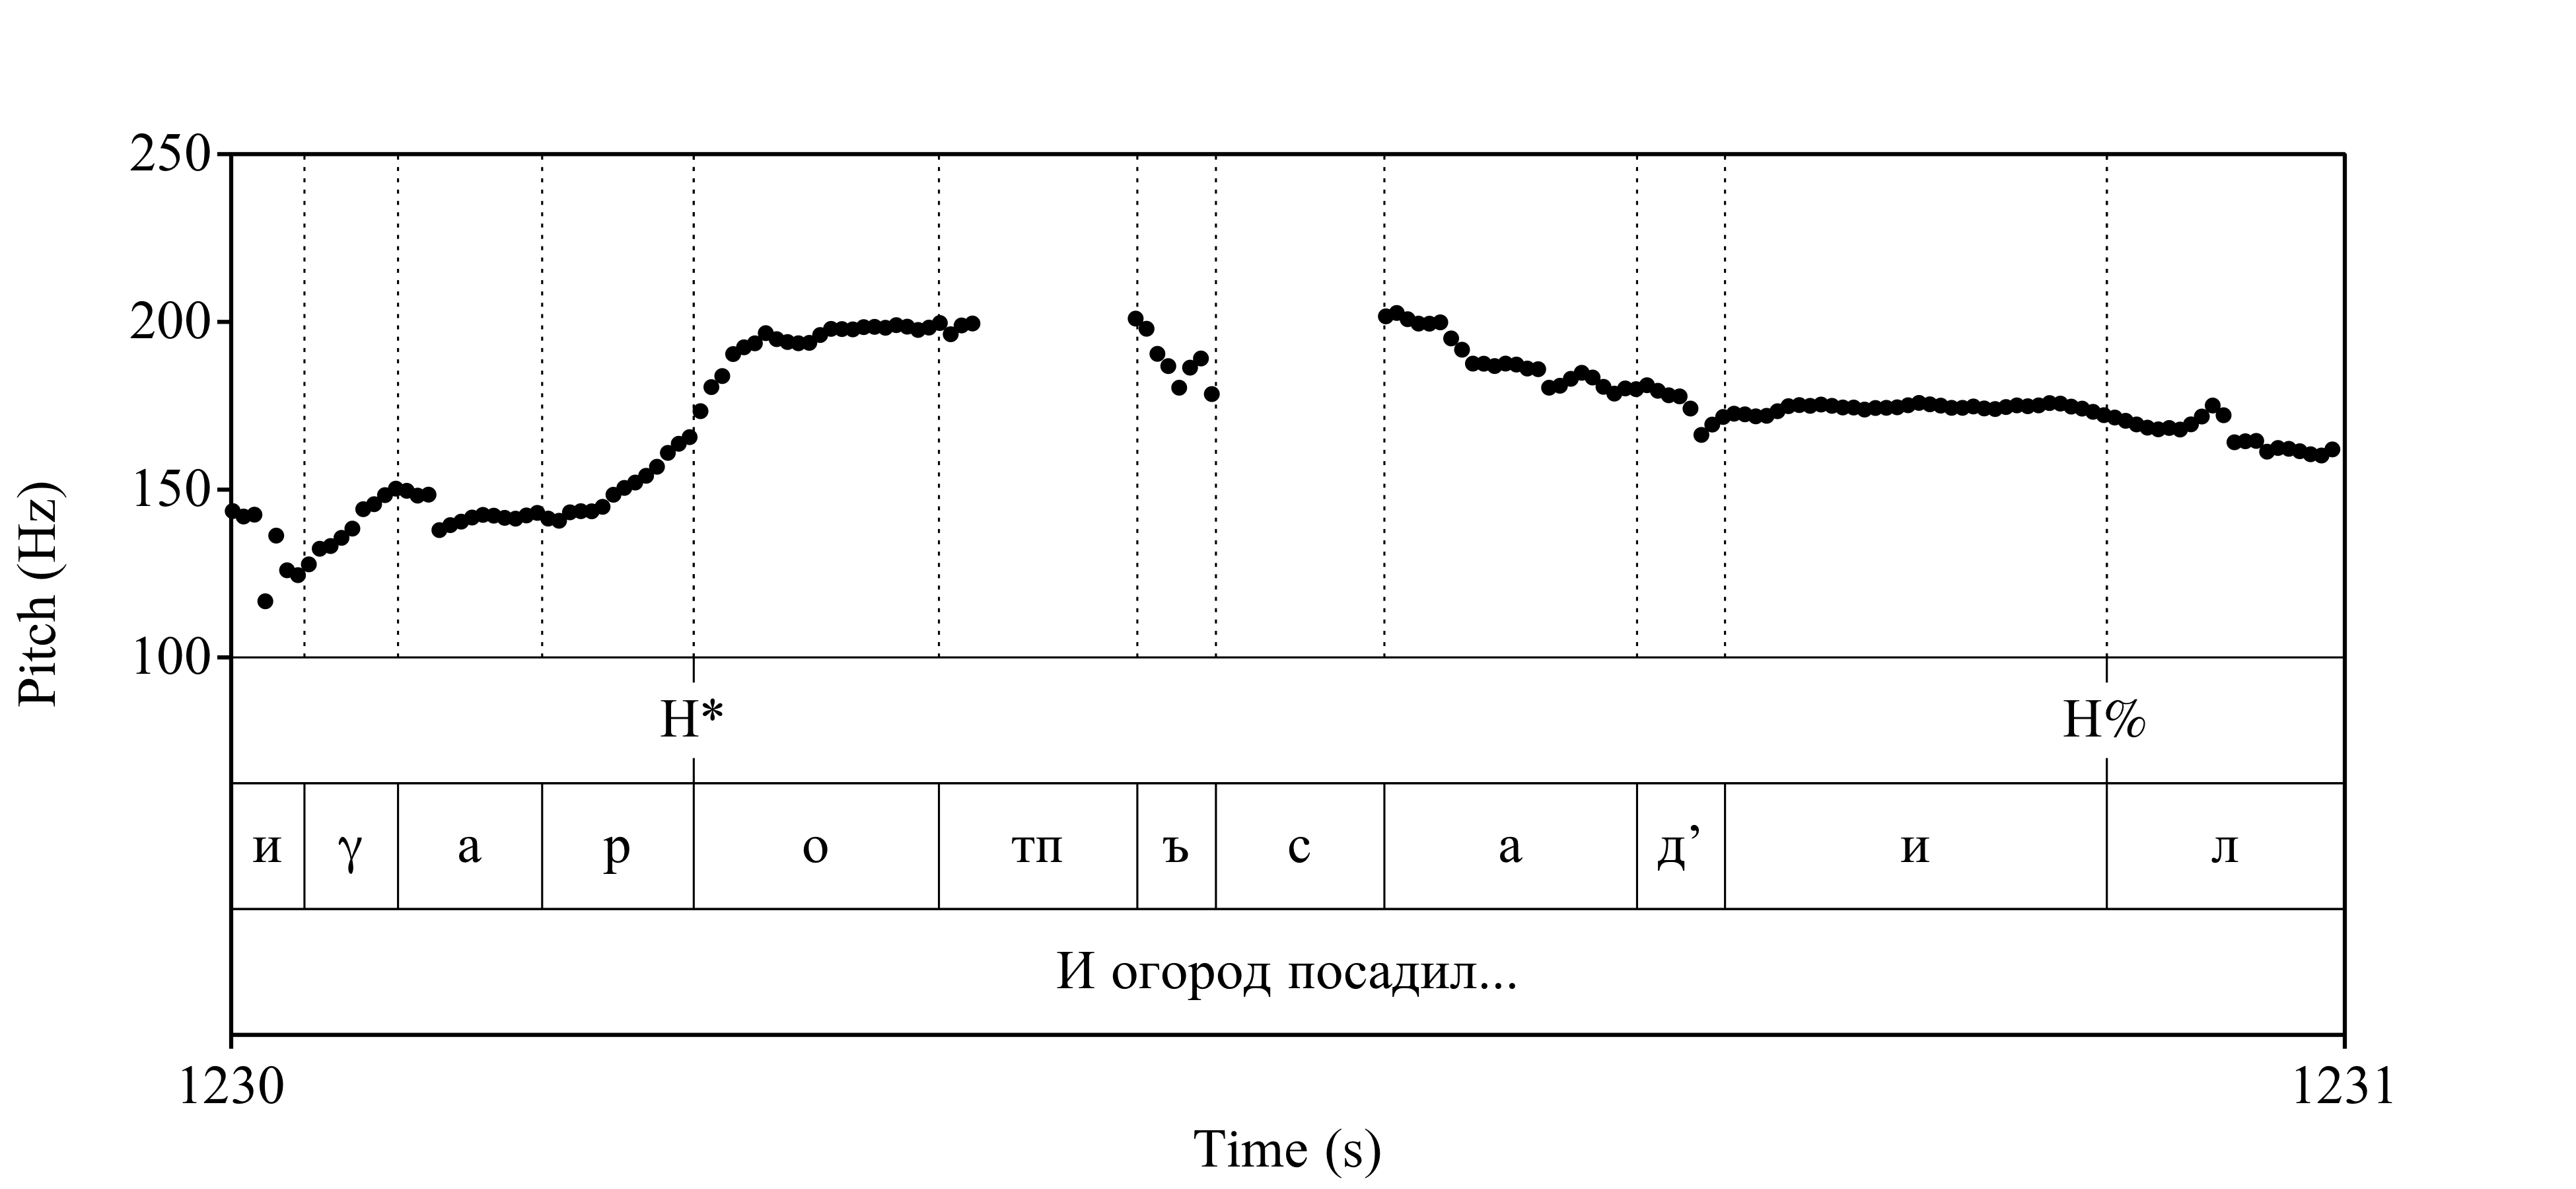 250
200
150
100
Pitch (Hz)
H* H%
и γ а р о тп ъ с а д’ и л
И огород посадил...
1230 1231
Time (s)